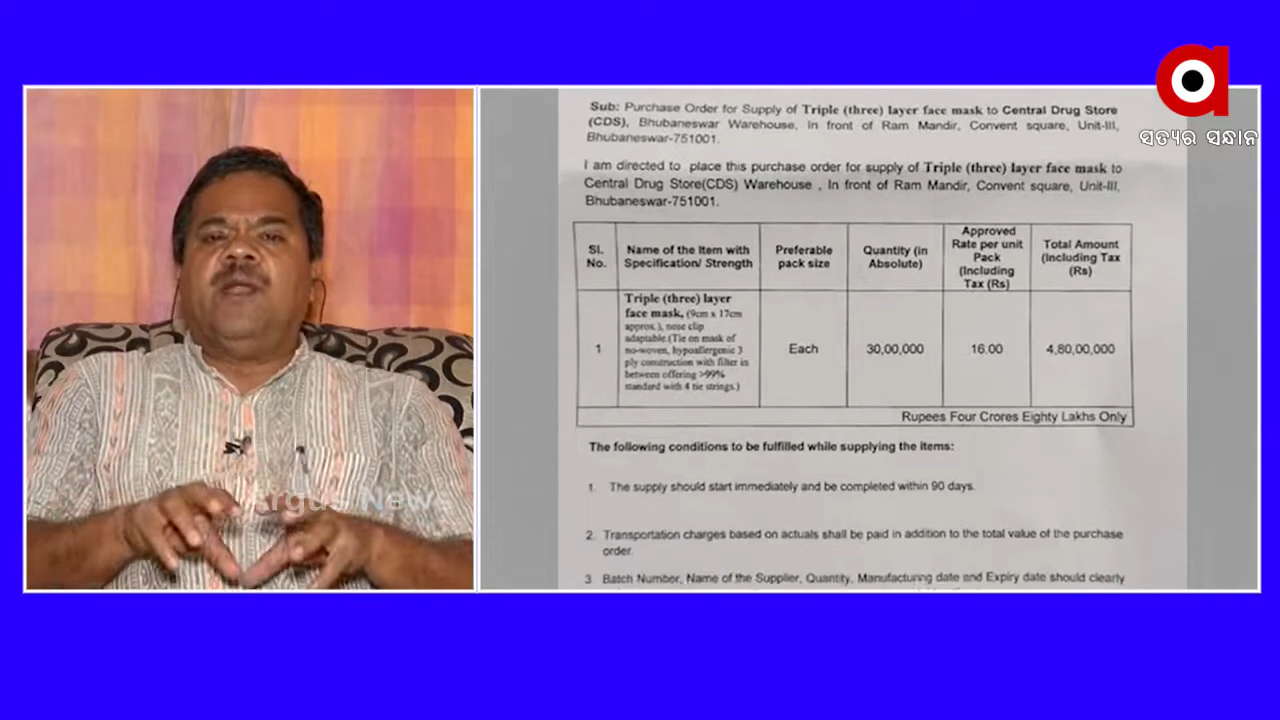 ସତ୍ୟର ସନ୍ଧାନ
Argus News
Sub: Purchase Order for Supply of Triple (three) layer face mask to Central Drug Store
(CDS), Bhubaneswar Warehouse, In front of Ram Mandir, Convent square, Unit-III,
Bhubaneswar-751001.
I am directed to place this purchase order for supply of Triple (three) layer face mask to
Central Drug Store(CDS) Warehouse , In front of Ram Mandir, Convent square, Unit-III,
Bhubaneswar-751001.
Sl. No.
Name of the Item with Specification/ Strength
Preferable pack size
Quantity (in Absolute)
Approved Rate per unit Pack (Including Tax (Rs)
Total Amount (Including Tax (Rs)
1
Triple (three) layer
face mask, (9cm x 17cm
approx.), nose clip
adaptable.(Tie on mask of
no-woven, hypoallergenic 3
ply construction with filter in
between offering >99%
standard with 4 tie strings.)
Each
30,00,000
16.00
4,80,00,000
Rupees Four Crores Eighty Lakhs Only
The following conditions to be fulfilled while supplying the items:
1. The supply should start immediately and be completed within 90 days.
2. Transportation charges based on actuals shall be paid in addition to the total value of the purchase
order.
3 Batch Number, Name of the Supplier, Quantity, Manufacturing date and Expiry date should clearly